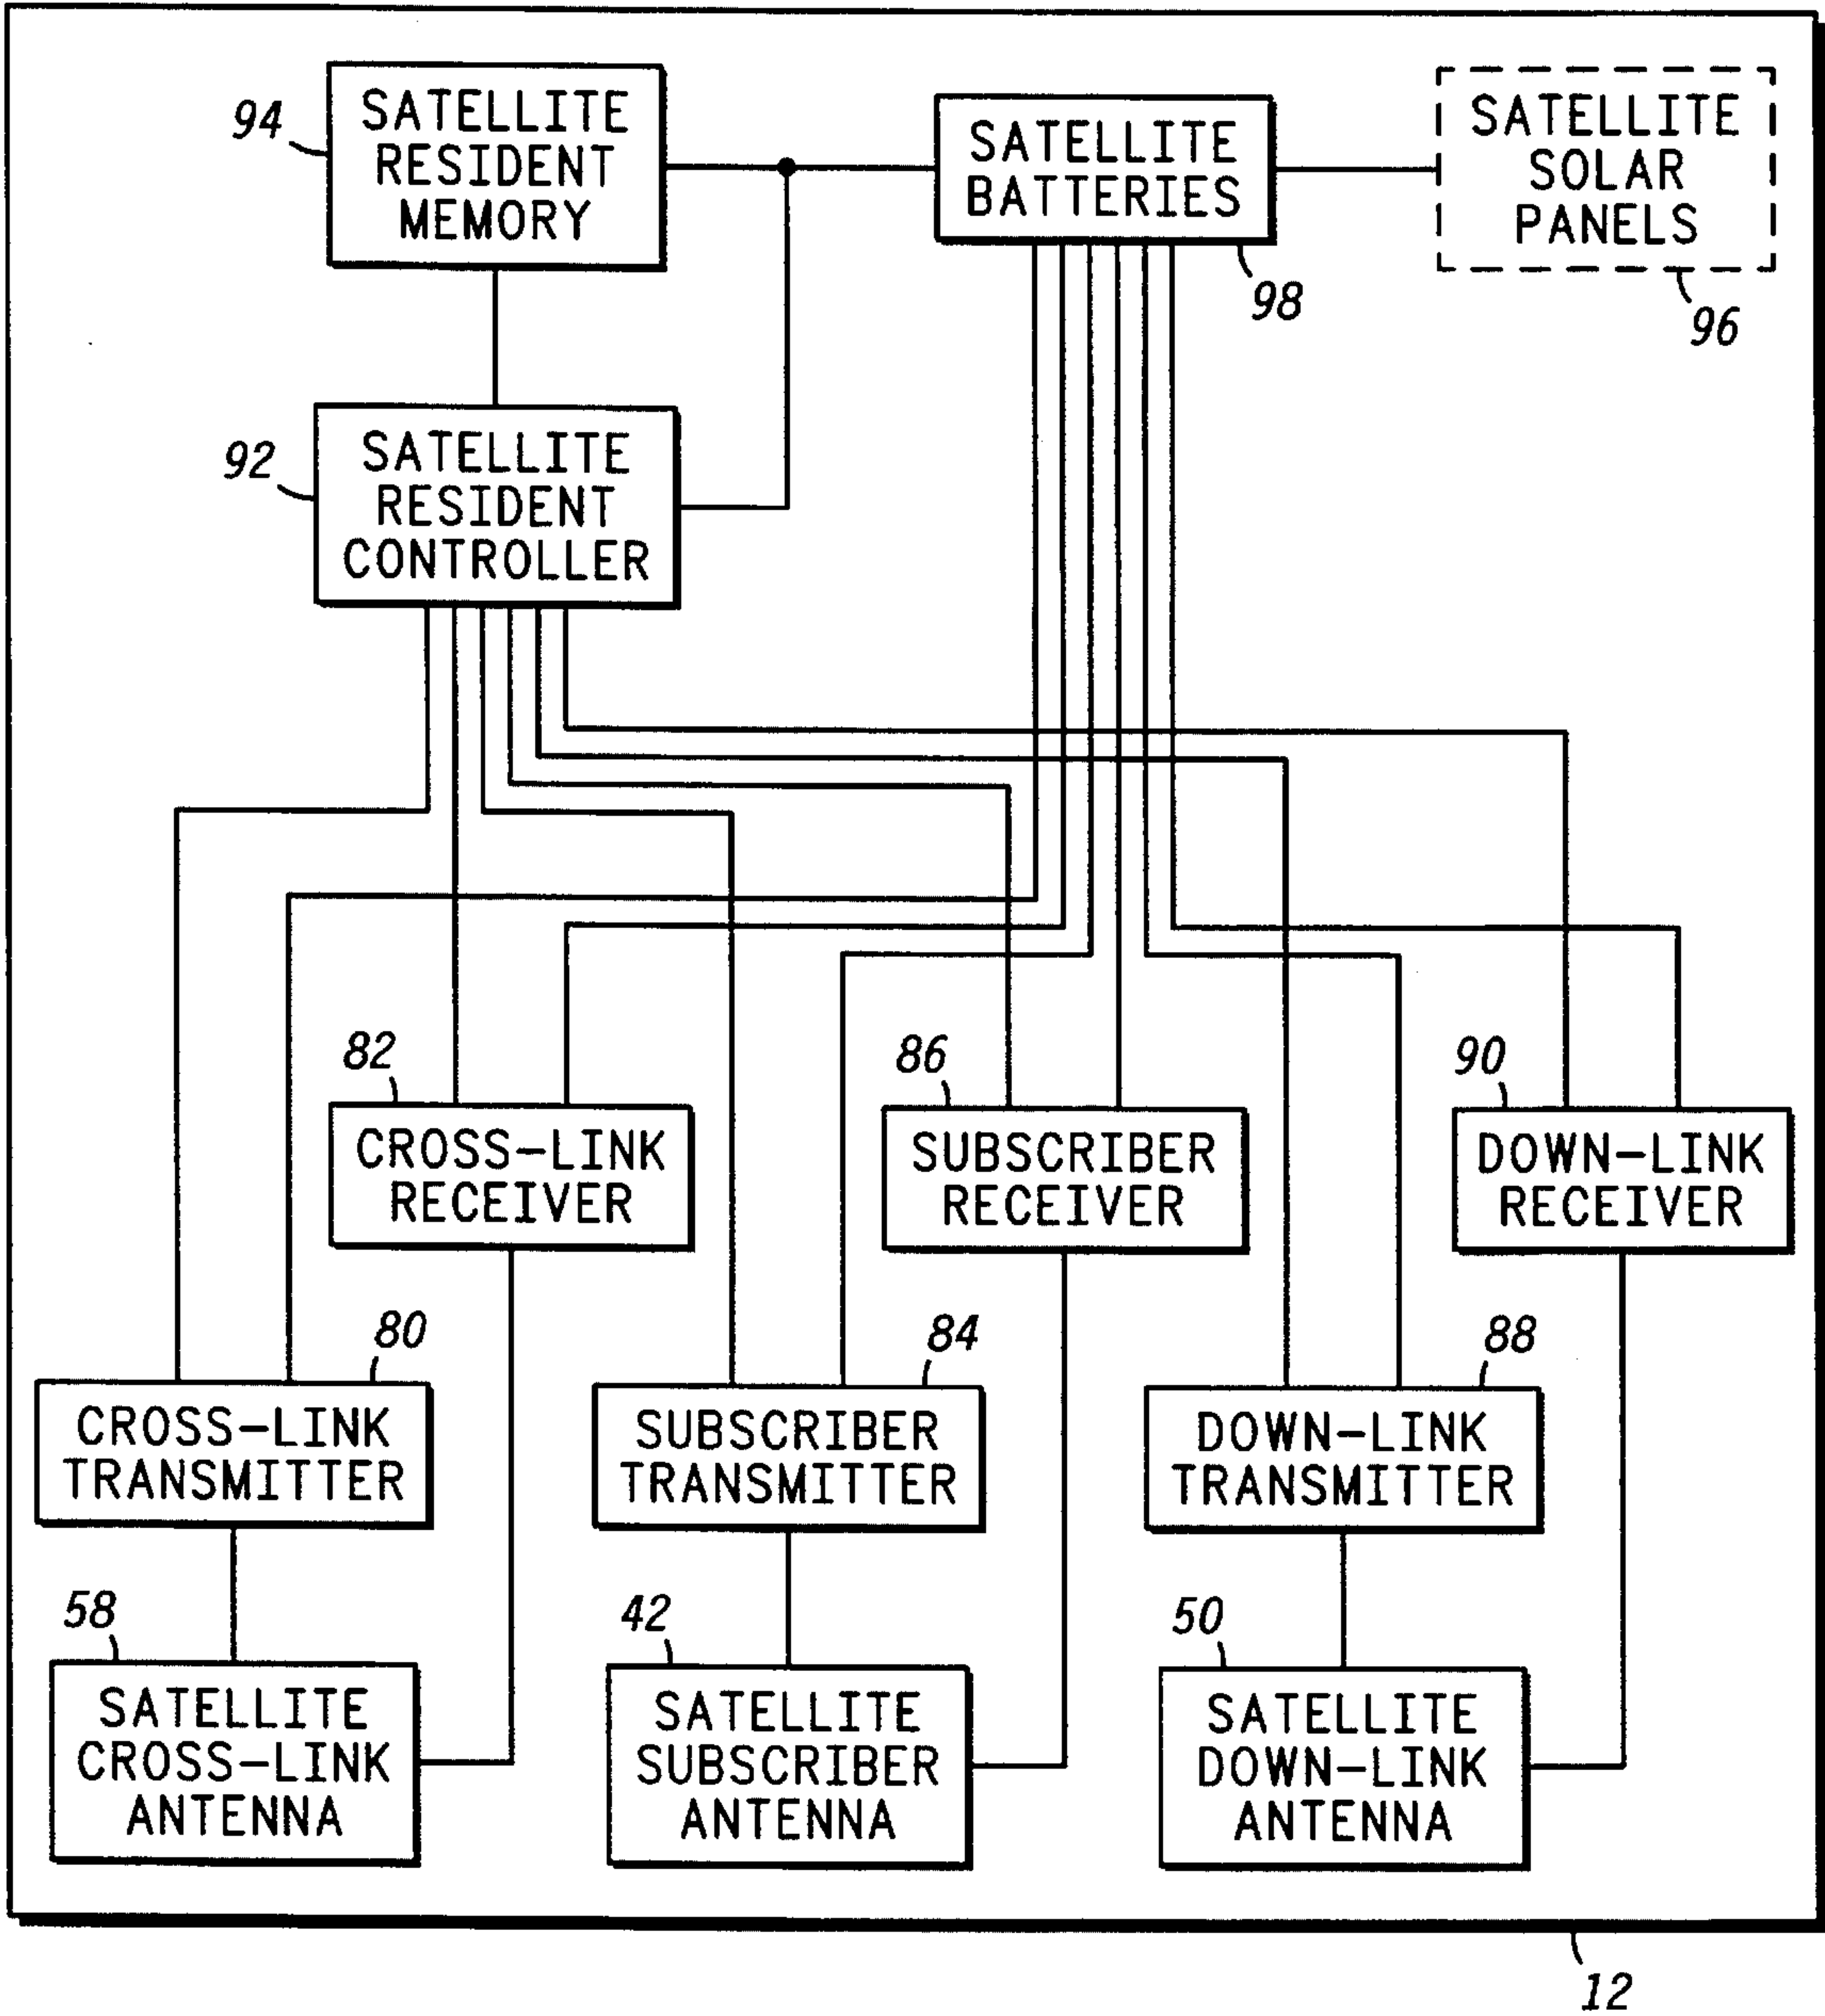 94
SATELLITE
RESIDENT
MEMORY
SATELLITE
BATTERIES
98
SATELLITE
SOLAR
PANELS
96
92
SATELLITE
RESIDENT
CONTROLLER
82
CROSS-LINK
RECEIVER
86
SUBSCRIBER
RECEIVER
90
DOWN-LINK
RECEIVER
80
CROSS-LINK
TRANSMITTER
84
SUBSCRIBER
TRANSMITTER
88
DOWN-LINK
TRANSMITTER
58
SATELLITE
CROSS-LINK
ANTENNA
42
SATELLITE
SUBSCRIBER
ANTENNA
50
SATELLITE
DOWN-LINK
ANTENNA
12